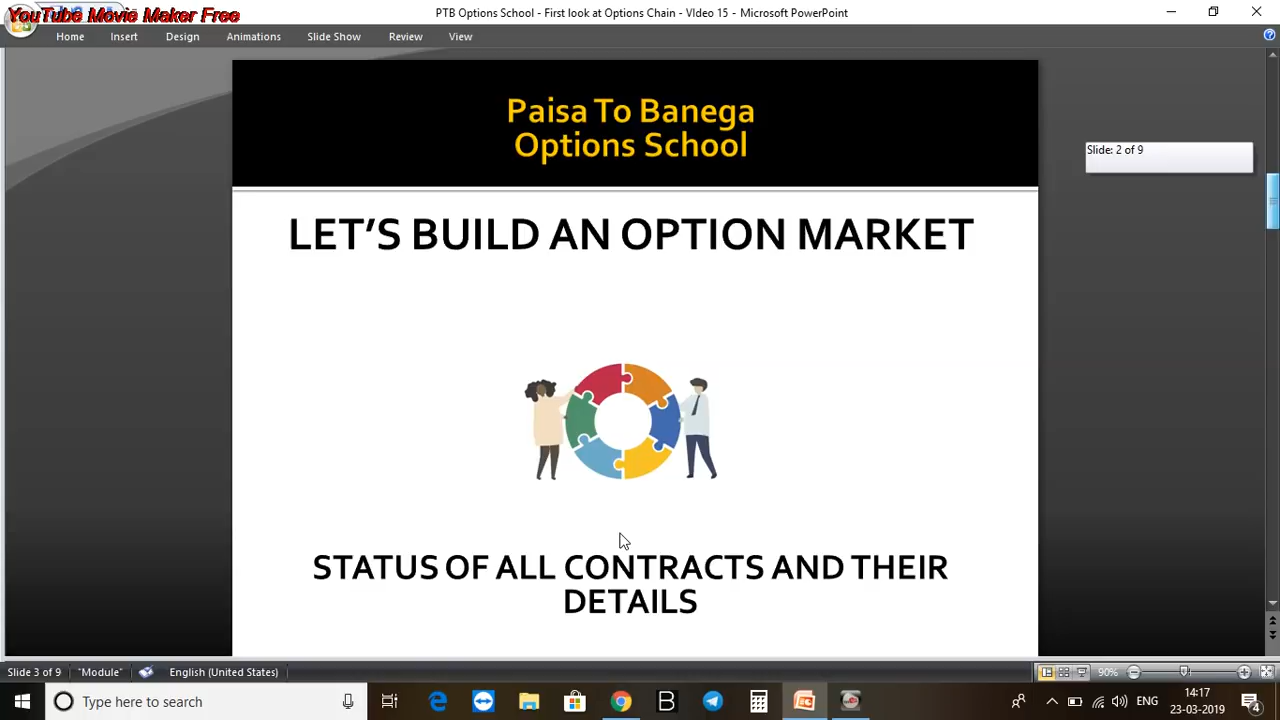 YouTube Movie Maker Free
PTB Options School - First look at Options Chain - VIdeo 15 - Microsoft PowerPoint
Home Insert Design Animations Slide Show Review View
Paisa To Banega
Options School
Slide: 2 of 9
LET'S BUILD AN OPTION MARKET
STATUS OF ALL CONTRACTS AND THEIR
DETAILS
Slide 3 of 9 "Module" English (United States) 90%
Type here to search
ENG
14:17
23-03-2019
4